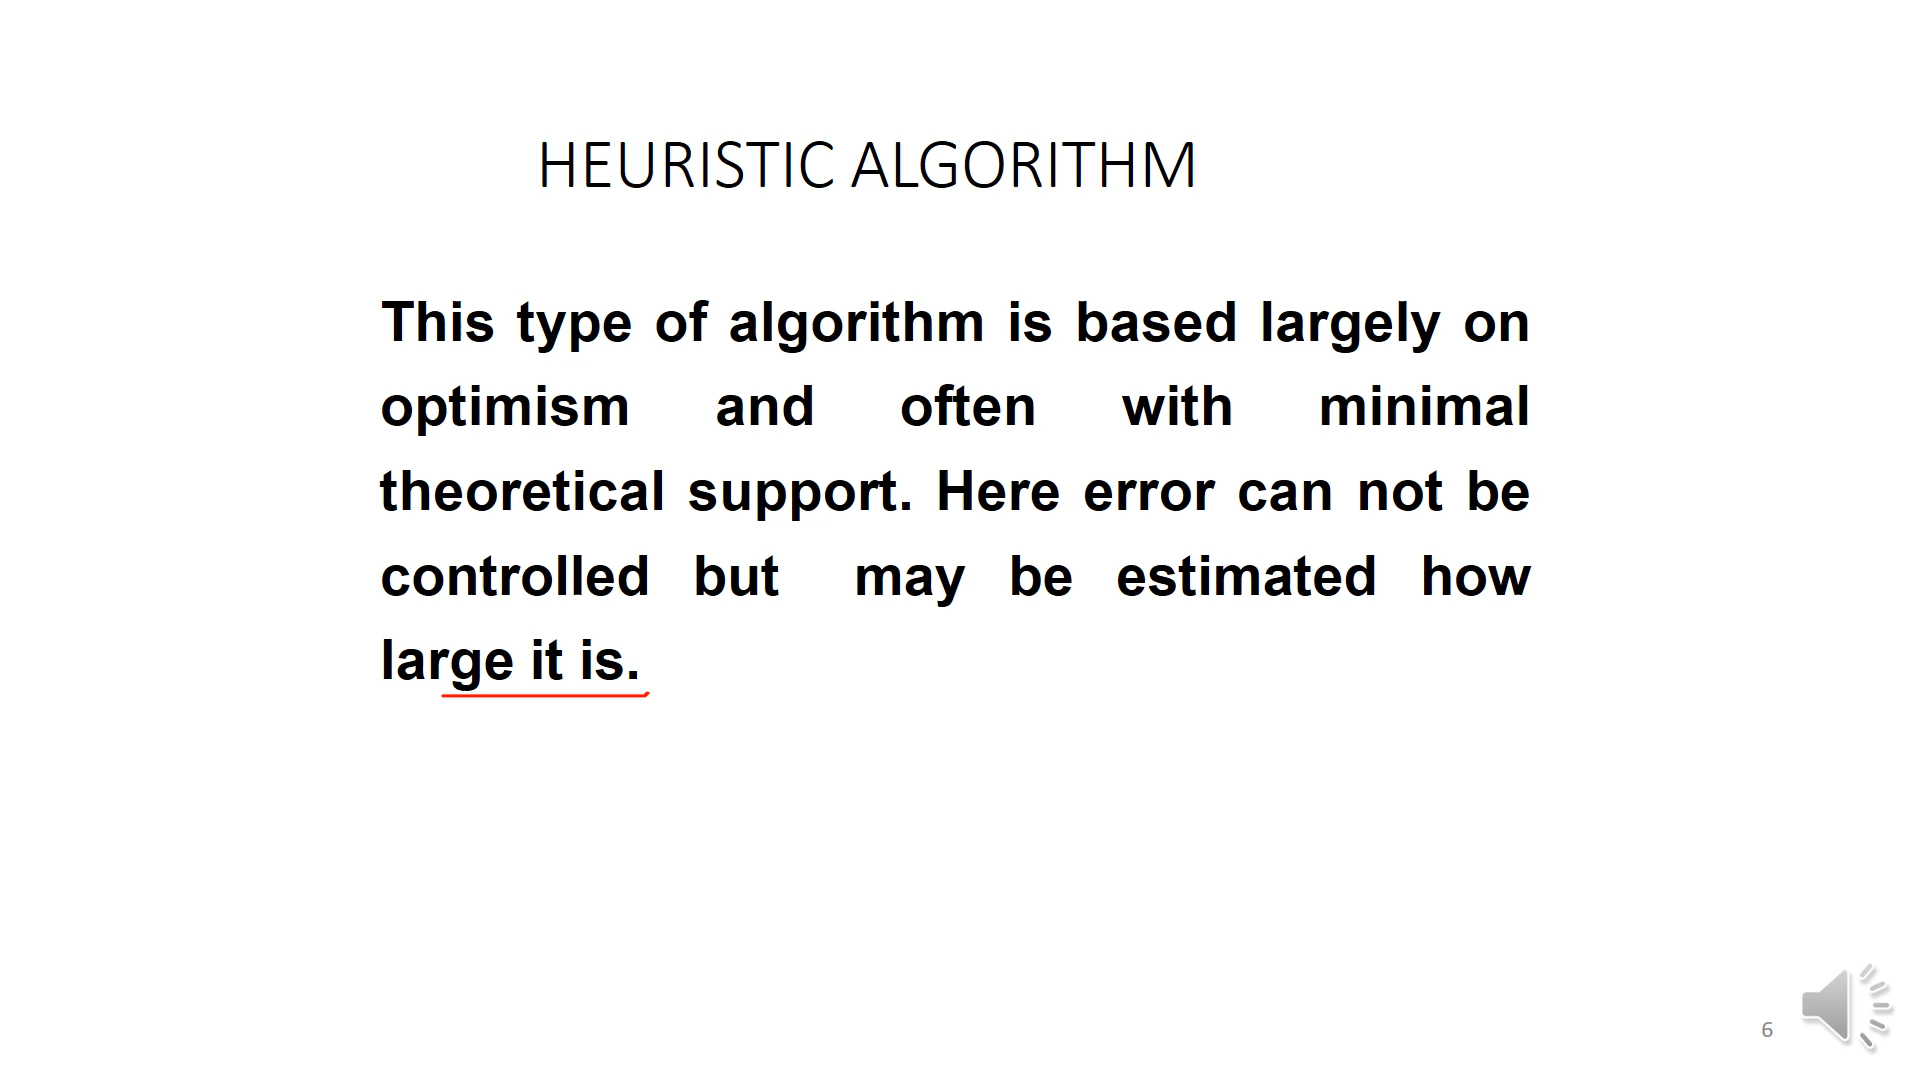 HEURISTIC ALGORITHM
This type of algorithm is based largely on
optimism and often with minimal
theoretical support. Here error can not be
controlled but may be estimated how
large it is.
6